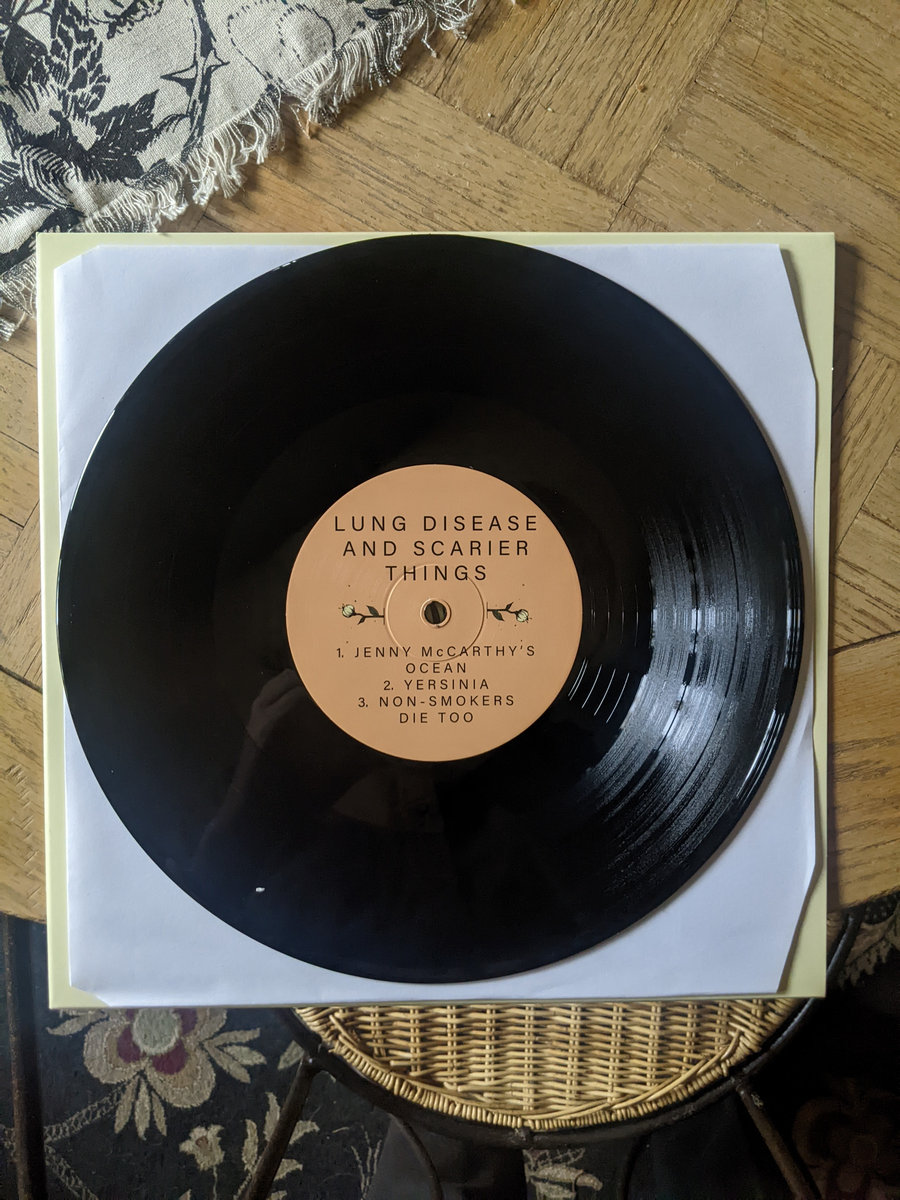 LUNG DISEASE
AND SCARIER
THINGS
1. JENNY McCARTHY'S
OCEAN
2. YERSINIA
3. NON-SMOKERS
DIE TOO